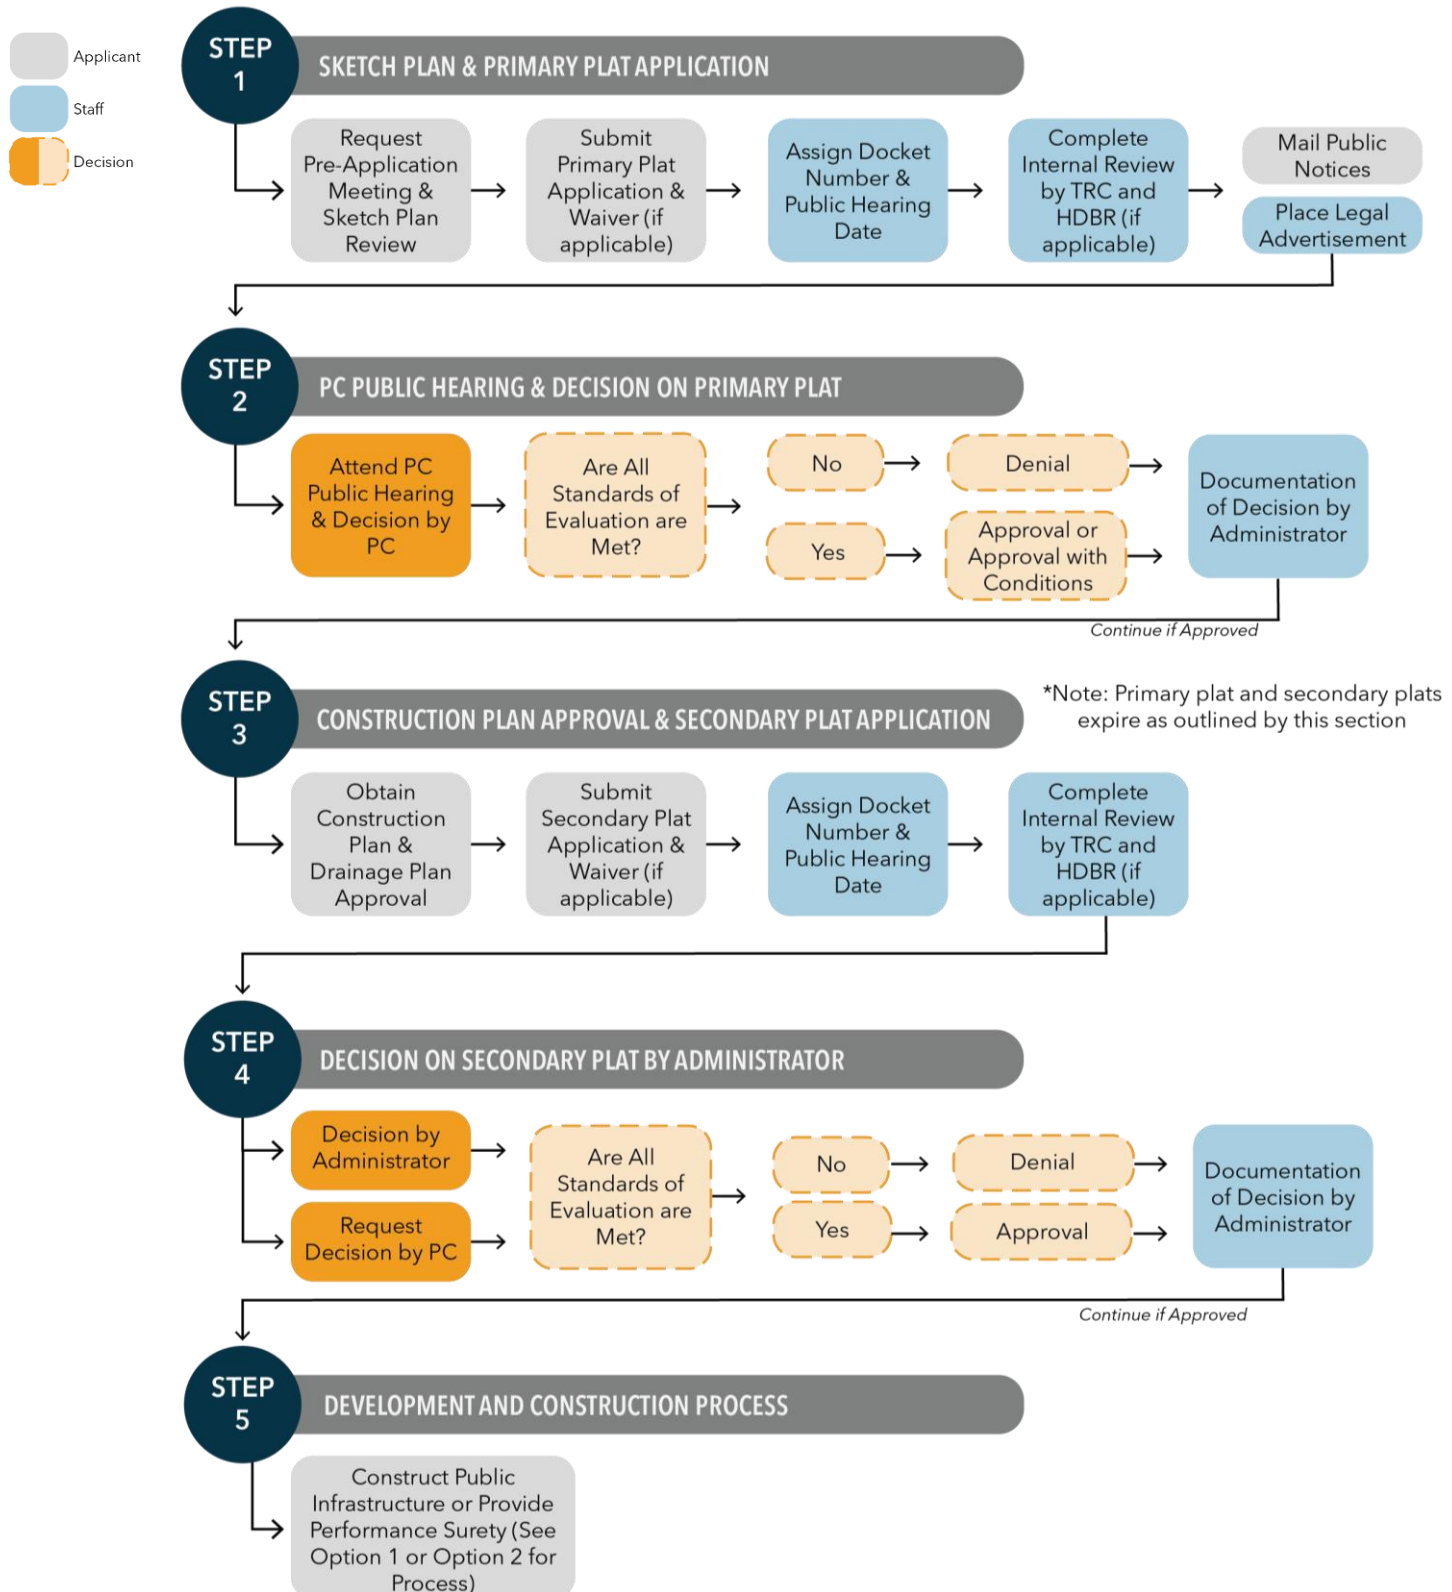 Applicant
Staff
Decision
STEP
1
SKETCH PLAN & PRIMARY PLAT APPLICATION
Request
Pre-Application
Meeting &
Sketch Plan
Review
Submit
Primary Plat
Application &
Waiver (if
applicable)
Assign Docket
Number &
Public Hearing
Date
Complete
Internal Review
by TRC and
HDBR (if
applicable)
Mail Public
Notices
Place Legal
Advertisement
STEP
2
PC PUBLIC HEARING & DECISION ON PRIMARY PLAT
Attend PC
Public Hearing
& Decision by
PC
Are All
Standards of
Evaluation are
Met?
No
Denial
Yes
Approval or
Approval with
Conditions
Documentation
of Decision by
Administrator
Continue if Approved
STEP
3
CONSTRUCTION PLAN APPROVAL & SECONDARY PLAT APPLICATION
*Note: Primary plat and secondary plats
expire as outlined by this section
Obtain
Construction
Plan &
Drainage Plan
Approval
Submit
Secondary Plat
Application &
Waiver (if
applicable)
Assign Docket
Number &
Public Hearing
Date
Complete
Internal Review
by TRC and
HDBR (if
applicable)
STEP
4
DECISION ON SECONDARY PLAT BY ADMINISTRATOR
Decision by
Administrator
Request
Decision by PC
Are All
Standards of
Evaluation are
Met?
No
Denial
Yes
Approval
Documentation
of Decision by
Administrator
Continue if Approved
STEP
5
DEVELOPMENT AND CONSTRUCTION PROCESS
Construct Public
Infrastructure or Provide
Performance Surety (See
Option 1 or Option 2 for
Process)